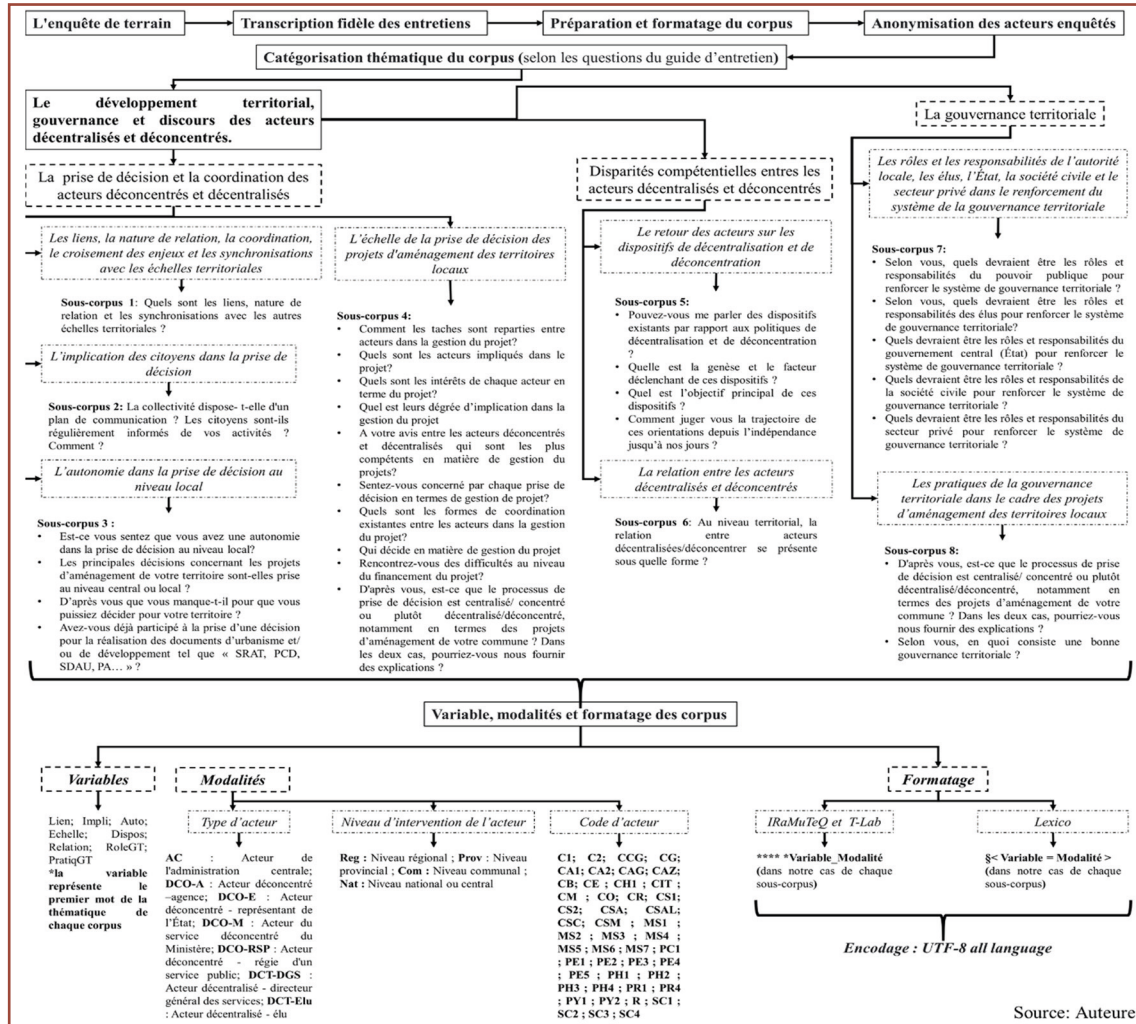 L'enquête de terrain
Transcription fidèle des entretiens
Préparation et formatage du corpus
Anonymisation des acteurs enquêtés
Catégorisation thématique du corpus (selon les questions du guide d'entretien)
Le développement territorial,
gouvernance et discours des acteurs
décentralisés et déconcentrés.
La prise de décision et la coordination des
acteurs déconcentrés et décentralisés
Les liens, la nature de relation, la coordination,
le croisement des enjeux et les synchronisations
avec les échelles territoriales
Sous-corpus 1: Quels sont les liens, nature de
relation et les synchronisations avec les autres
échelles territoriales ?
L'implication des citoyens dans la prise de
décision
Sous-corpus 2: La collectivité dispose- t-elle d'un
plan de communication ? Les citoyens sont-ils
régulièrement informés de vos activités ?
Comment ?
L'autonomie dans la prise de décision au
niveau local
Sous-corpus 3 :
• Est-ce vous sentez que vous avez une autonomie
dans la prise de décision au niveau local?
• Les principales décisions concernant les projets
d'aménagement de votre territoire sont-elles prise
au niveau central ou local ?
• D'après vous que vous manque-t-il pour que vous
puissiez décider pour votre territoire ?
• Avez-vous déjà participé à la prise d'une décision
pour la réalisation des documents d'urbanisme et/
ou de développement tel que « SRAT, PCD,
SDAU, PA… » ?
L'échelle de la prise de décision des
projets d'aménagement des territoires
locaux
Sous-corpus 4:
• Comment les taches sont reparties entre
acteurs dans la gestion du projet?
• Quels sont les acteurs impliqués dans le
projet?
• Quels sont les intérêts de chaque acteur en
terme du projet?
• Quel est leurs dégrée d'implication dans la
gestion du projet
• A votre avis entre les acteurs déconcentrés
et décentralisés qui sont les plus
compétents en matière de gestion du
projets?
• Sentez-vous concerné par chaque prise de
décision en termes de gestion de projet?
• Quels sont les formes de coordination
existantes entre les acteurs dans la gestion
du projet?
• Qui décide en matière de gestion du projet
• Rencontrez-vous des difficultés au niveau
du financement du projet?
• D'après vous, est-ce que le processus de
prise de décision est centralisé/ concentré
ou plutôt décentralisé/déconcentré,
notamment en termes des projets
d'aménagement de votre commune ? Dans
les deux cas, pourriez-vous nous fournir des
explications ?
Disparités compétentielles entres les
acteurs décentralisés et déconcentrés
Le retour des acteurs sur les
dispositifs de décentralisation et de
déconcentration
Sous-corpus 5:
• Pouvez-vous me parler des dispositifs
existants par rapport aux politiques de
décentralisation et de déconcentration
?
• Quelle est la genèse et le facteur
déclenchant de ces dispositifs ?
• Quel est l'objectif principal de ces
dispositifs ?
• Comment juger vous la trajectoire de
ces orientations depuis l'indépendance
jusqu'à nos jours ?
La relation entre les acteurs
décentralisés et déconcentrés
Sous-corpus 6: Au niveau territorial, la
relation entre acteurs
décentralisées/déconcentrer se présente
sous quelle forme ?
La gouvernance territoriale
Les rôles et les responsabilités de l'autorité
locale, les élus, l'État, la société civile et le
secteur privé dans le renforcement du
système de la gouvernance territoriale
Sous-corpus 7:
• Selon vous, quels devraient être les rôles et
responsabilités du pouvoir publique pour
renforcer le système de gouvernance territoriale ?
• Selon vous, quels devraient être les rôles et
responsabilités des élus pour renforcer le système
de gouvernance territoriale?
• Quels devraient être les rôles et responsabilités du
gouvernement central (État) pour renforcer le
système de gouvernance territoriale ?
• Quels devraient être les rôles et responsabilités de
la société civile pour renforcer le système de
gouvernance territoriale ?
• Quels devraient être les rôles et responsabilités du
secteur privé pour renforcer le système de
gouvernance territoriale ?
Les pratiques de la gouvernance
territoriale dans le cadre des projets
d'aménagement des territoires locaux
Sous-corpus 8:
• D'après vous, est-ce que le processus de prise
de décision est centralisé/ concentré ou plutôt
décentralisé/déconcentré, notamment en
termes des projets d'aménagement de votre
commune ? Dans les deux cas, pourriez-vous
nous fournir des explications ?
• Selon vous, en quoi consiste une bonne
gouvernance territoriale ?
Variable, modalités et formatage des corpus
Variables
Lien; Impli; Auto;
Echelle; Dispos;
Relation; RoleGT;
PratiqGT
*la variable
représente le
premier mot de la
thématique de
chaque corpus
Modalités
Type d'acteur
AC : Acteur de
l'administration centrale;
DCO-A : Acteur déconcentré
–agence; DCO-E : Acteur
déconcentré - représentant de
l'État; DCO-M : Acteur du
service déconcentré du
Ministère; DCO-RSP : Acteur
déconcentré - régie d'un
service public; DCT-DGS :
Acteur décentralisé - directeur
général des services; DCT-Elu
: Acteur décentralisé - élu
Niveau d'intervention de l'acteur
Reg : Niveau régional ; Prov : Niveau
provincial ; Com : Niveau communal ;
Nat : Niveau national ou central
Code d'acteur
C1; C2; CCG; CG;
CA1; CA2; CAG; CAZ;
CB; CE ; CH1 ; CIT ;
CM ; CO; CR; CS1;
CS2; CSA; CSAL;
CSC; CSM ; MS1 ;
MS2 ; MS3 ; MS4 ;
MS5 ; MS6 ; MS7 ; PC1
; PE1 ; PE2 ; PE3 ; PE4
; PE5 ; PH1 ; PH2 ;
PH3 ; PH4 ; PR1 ; PR4
; PY1 ; PY2 ; R ; SC1 ;
SC2 ; SC3 ; SC4
Formatage
IRaMuTeQ et T-Lab
**** *Variable_Modalité
(dans notre cas de chaque
sous-corpus)
Lexico
§< Variable = Modalité >
(dans notre cas de chaque
sous-corpus)
Encodage : UTF-8 all language
Source: Auteure